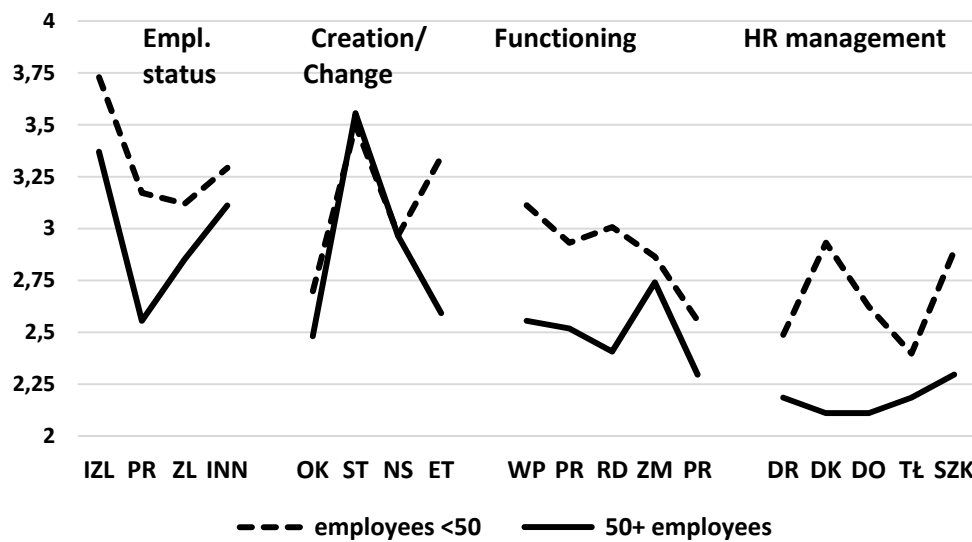 4
Empl. Creation/ Functioning HR management
status Change
3,75
3,5
3,25
3
2,75
2,5
2,25
2
IZL PR ZL INN OK ST NS ET WP PR RD ZM PR DR DK DO TŁ SZK
employees <50 50+ employees